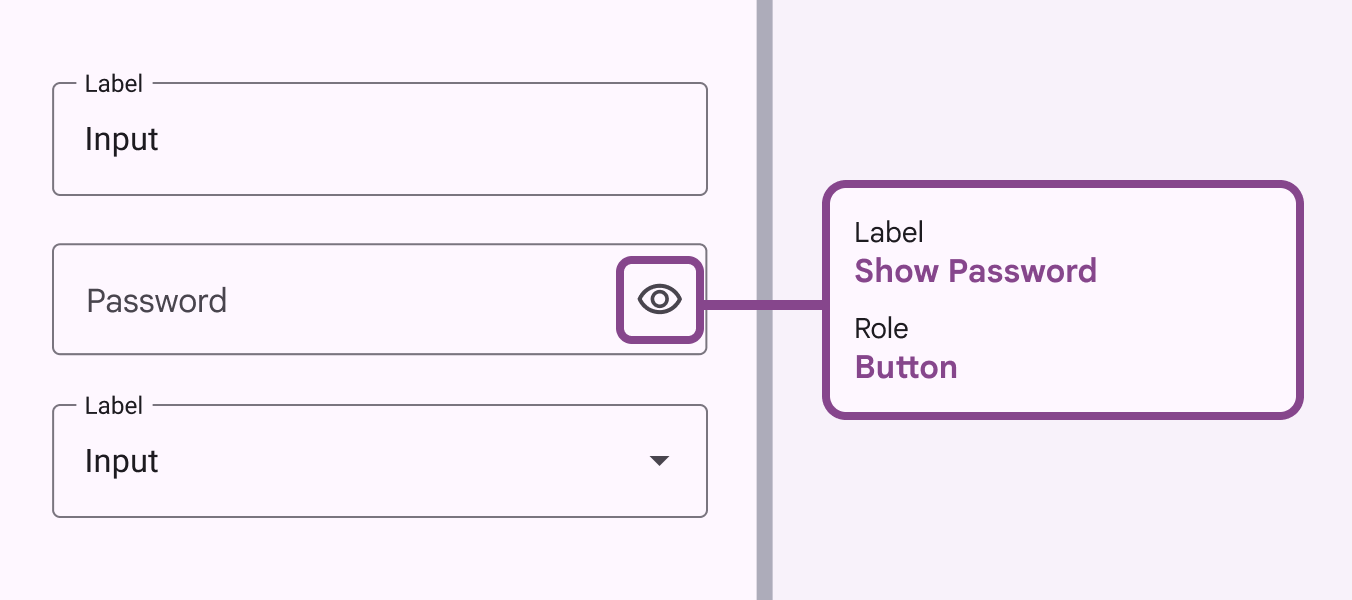 Label
Input
Password
Label
Input
Label
Show Password
Role
Button